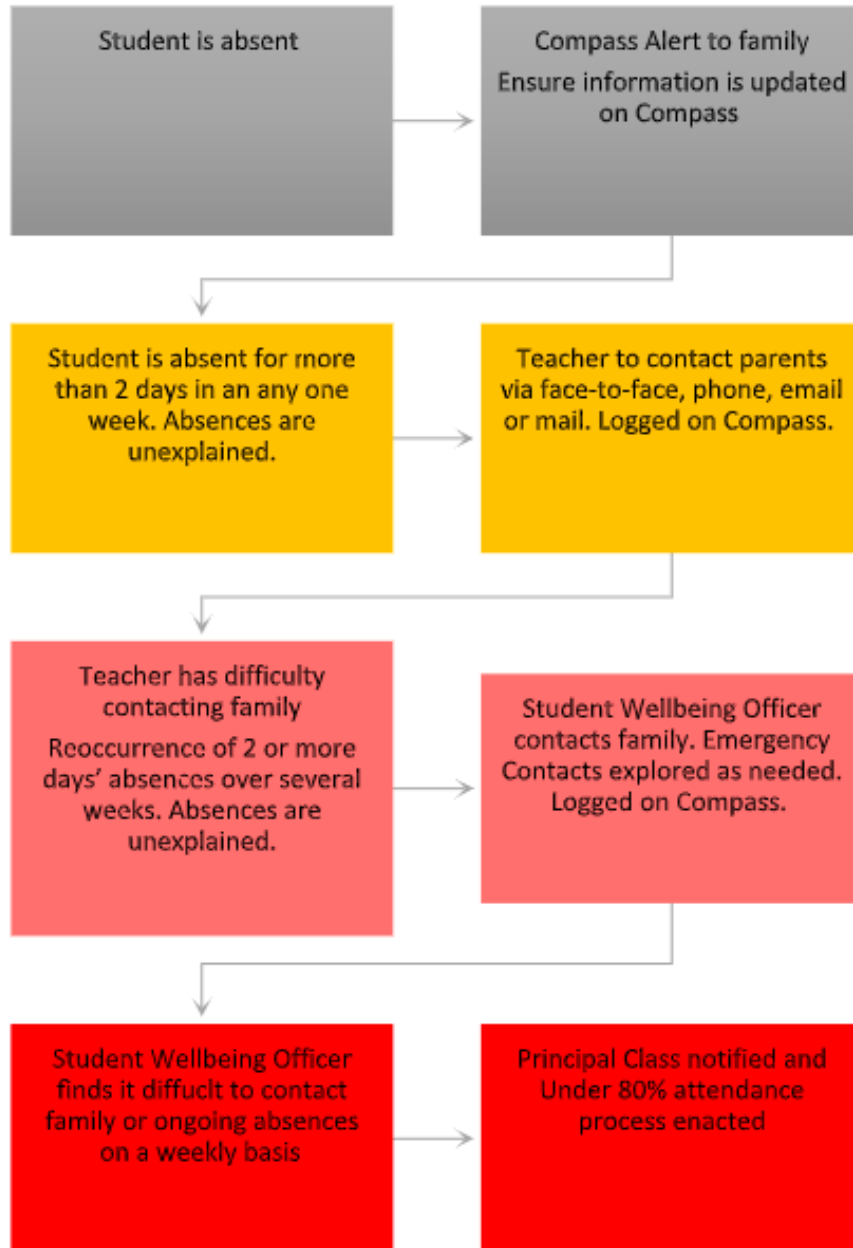 Student is absent
Compass Alert to family
Ensure information is updated
on Compass
Student is absent for more
than 2 days in an any one
week. Absences are
unexplained.
Teacher to contact parents
via face-to-face, phone, email
or mail. Logged on Compass.
Teacher has difficulty
contacting family
Reoccurrence of 2 or more
days’ absences over several
weeks. Absences are
unexplained.
Student Wellbeing Officer
contacts family. Emergency
Contacts explored as needed.
Logged on Compass.
Student Wellbeing Officer
finds it diffuclt to contact
family or ongoing absences
on a weekly basis
Principal Class notified and
Under 80% attendance
process enacted